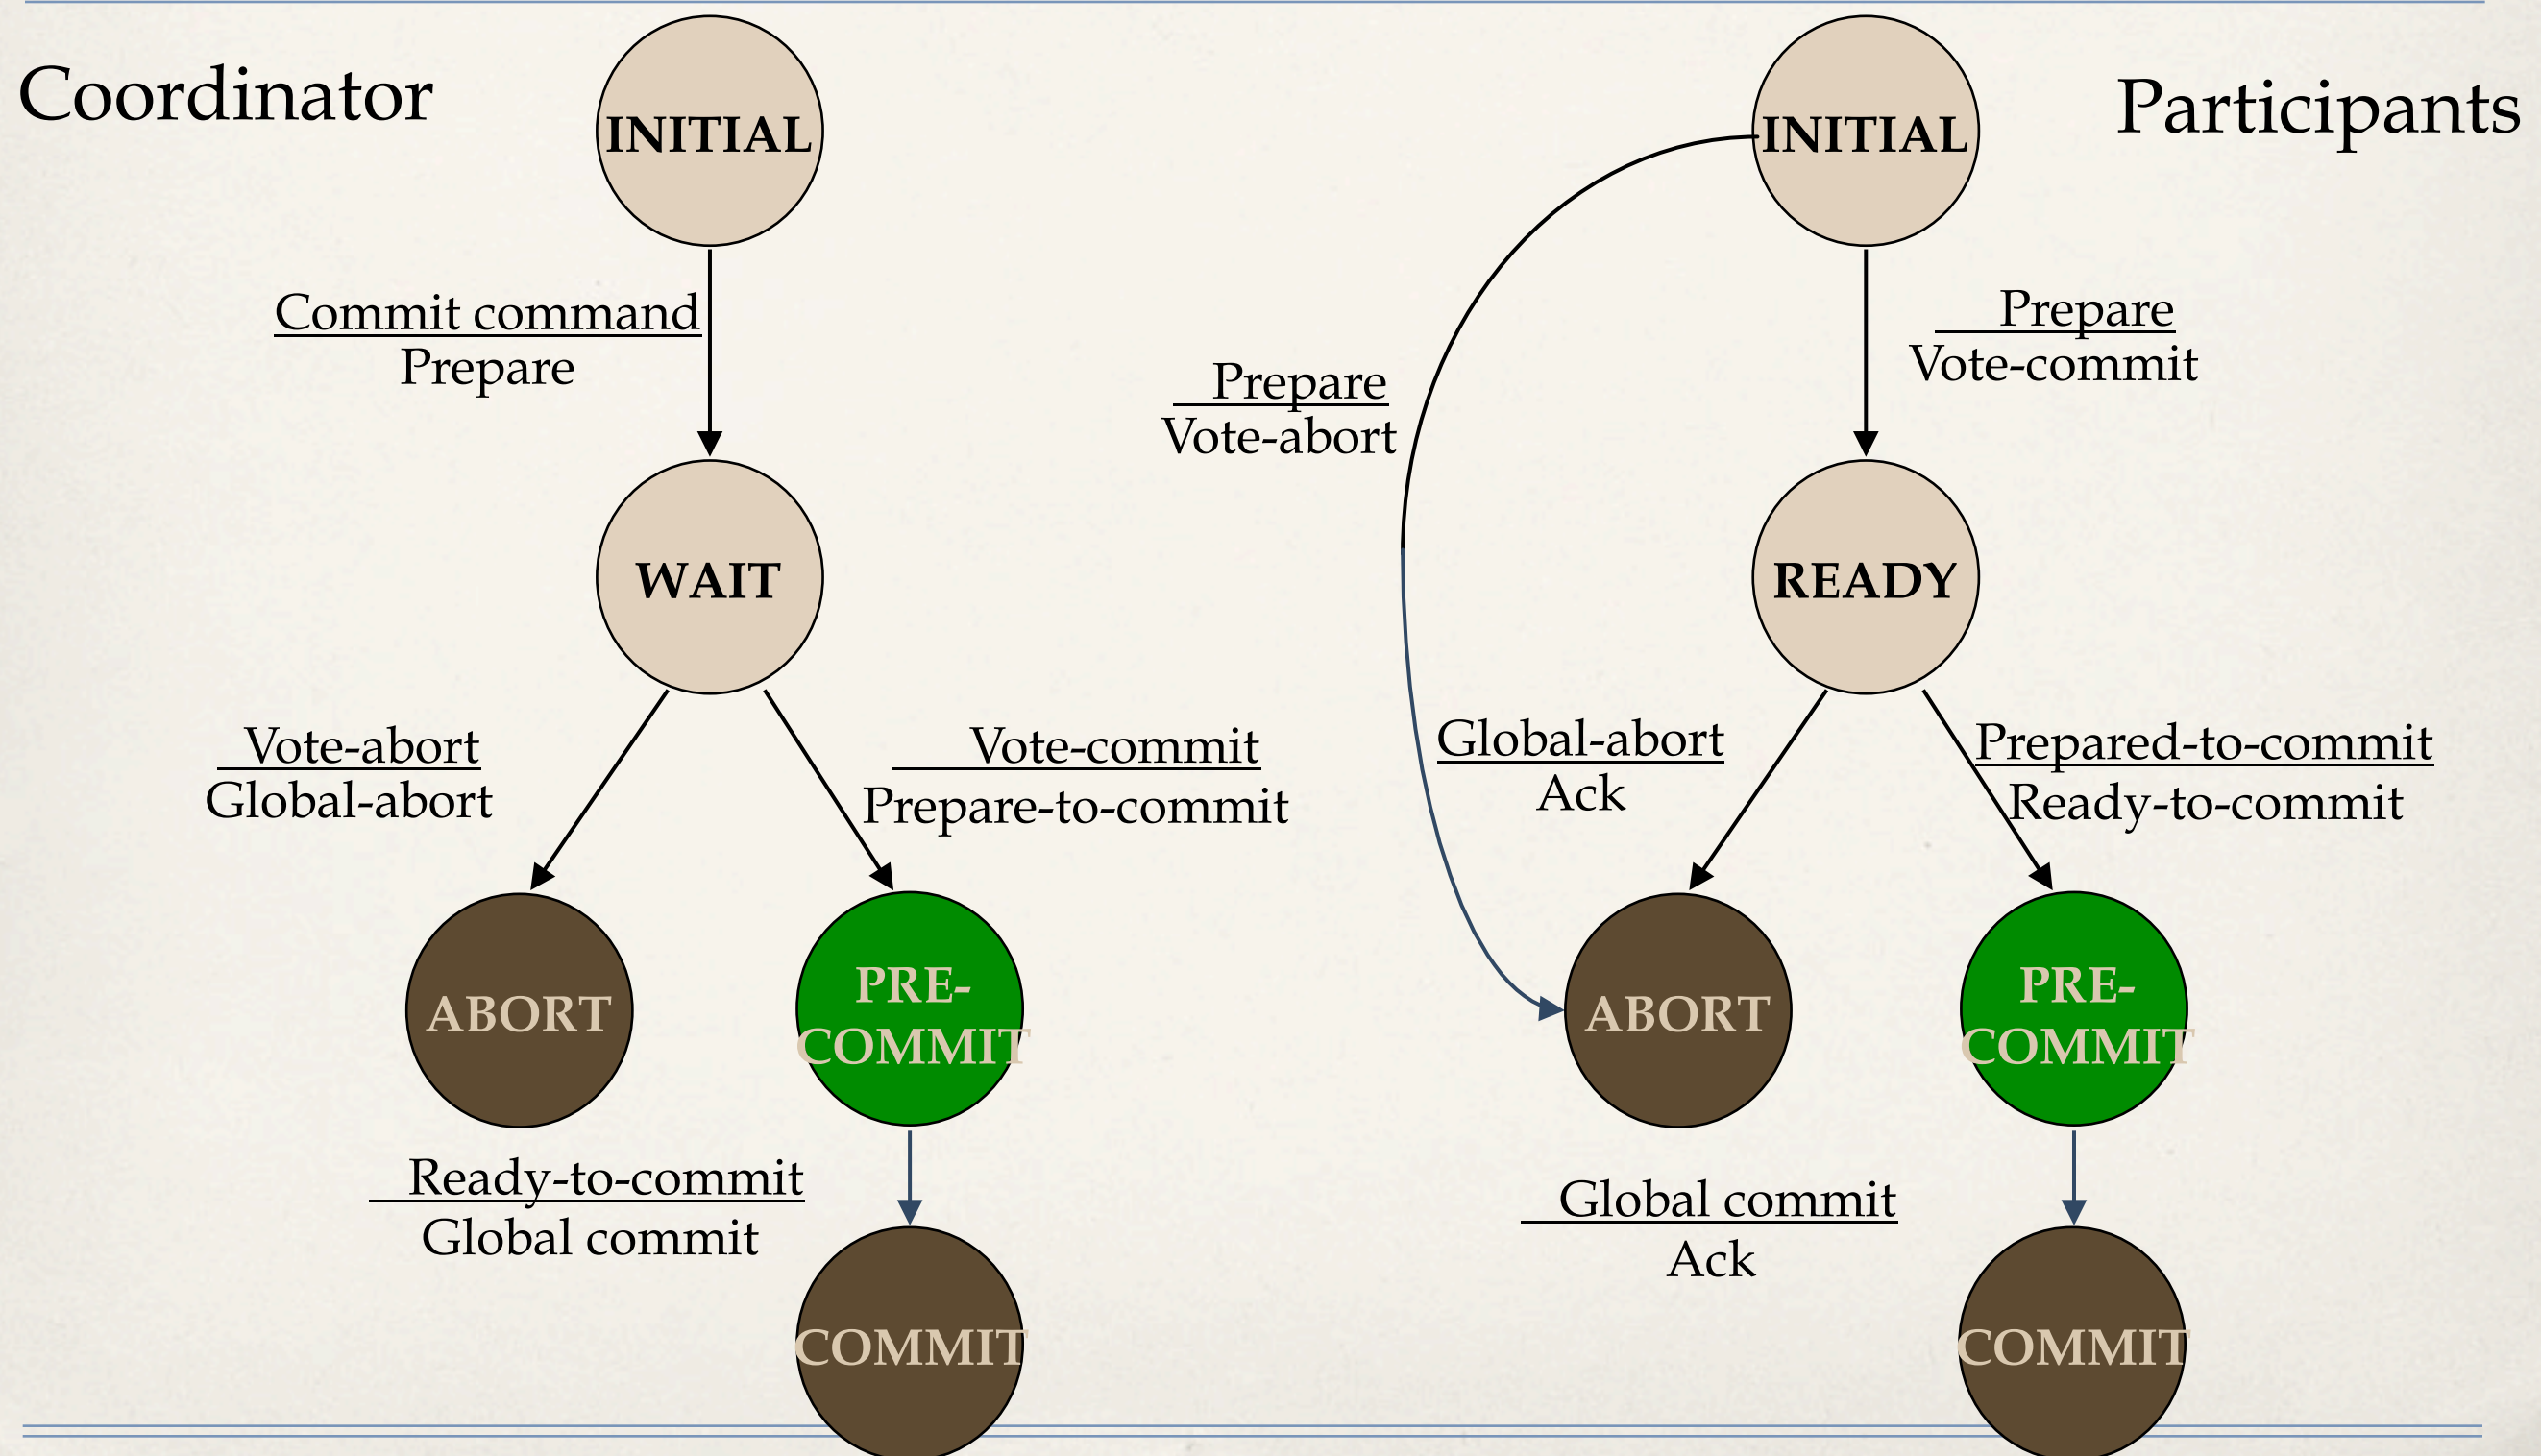 Coordinator
INITIAL
Commit command
Prepare
WAIT
Vote-abort
Global-abort
Vote-commit
Prepare-to-commit
ABORT
PRE-
COMMIT
Ready-to-commit
Global commit
COMMIT
Participants
INITIAL
Prepare
Vote-commit
Prepare
Vote-abort
READY
Global-abort
Ack
Prepared-to-commit
Ready-to-commit
ABORT
PRE-
COMMIT
Global commit
Ack
COMMIT